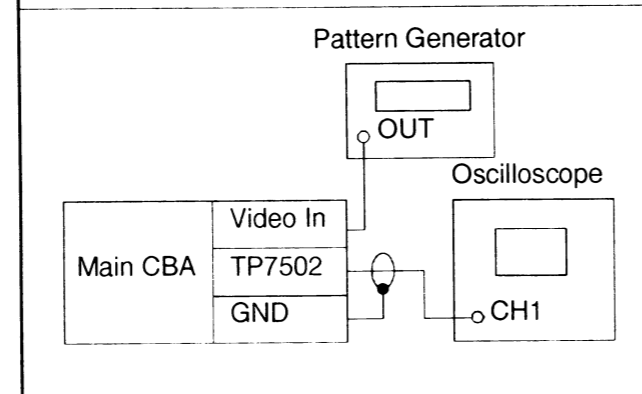 Pattern Generator
OUT
Oscilloscope
Video In
Main CBA
TP7502
GND
CH1